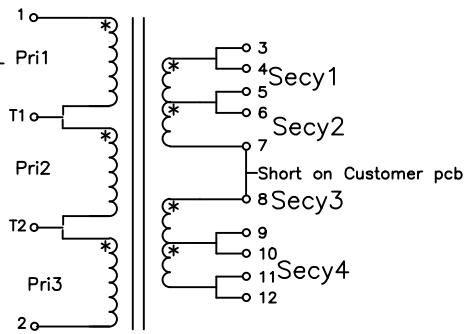 1
*
Pri1
T1
*
Pri2
T2
*
Pri3
2
3
*
4
Secy1
5
*
6
Secy2
7
Short on Customer pcb
8
Secy3
*
9
10
*
11
Secy4
12